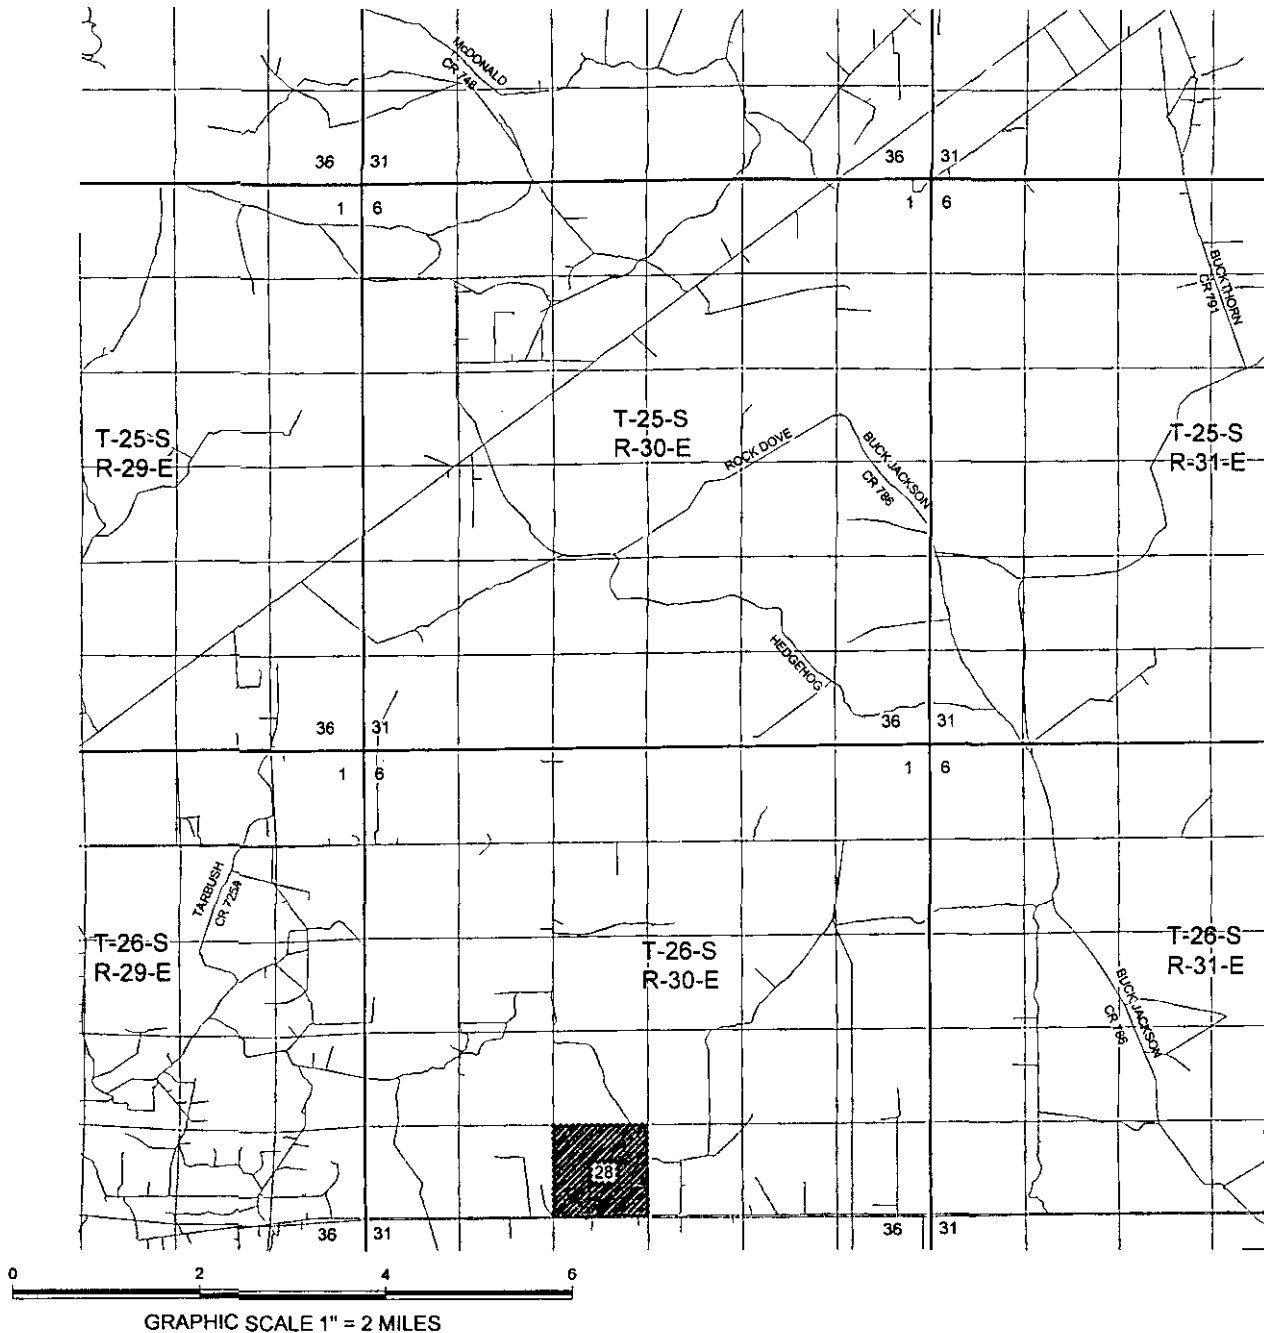 McDONALD
CR 748
36 31
36 31
1 6
1 6
BUCKTHORN
CR 791
T-25-S
R-29-E
T-25-S
R-30-E
T-25-S
R-31-E
ROCK DOVE
BUCK JACKSON
CR 786
HEDGEHOG
36 31
36 31
1 6
1 6
TARBUSH
CR 725A
T-26-S
R-29-E
T-26-S
R-30-E
T-26-S
R-31-E
BUCK JACKSON
CR 786
28
36 31
36 31
0 2 4 6
GRAPHIC SCALE 1" = 2 MILES